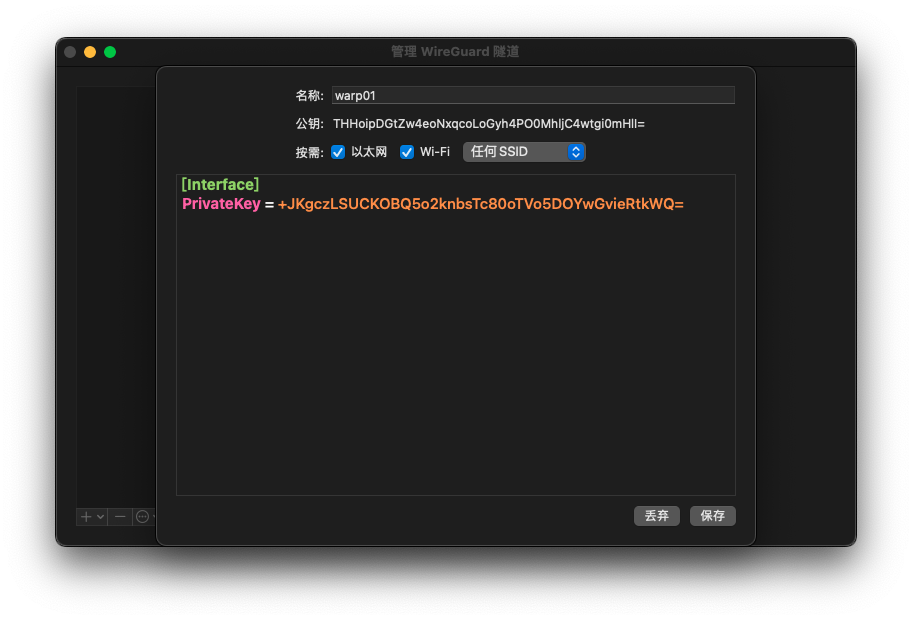 管理 WireGuard 隧道
名称: warp01
公钥: THHoipDGtZw4eoNxqcoLoGyh4PO0MhljC4wtgi0mHlI=
按需: 以太网 Wi-Fi 任何 SSID
[Interface]
PrivateKey = +JKgczLSUCKOBQ5o2knbsTc80oTVo5DOYwGvieRtkWQ=
丢弃 保存